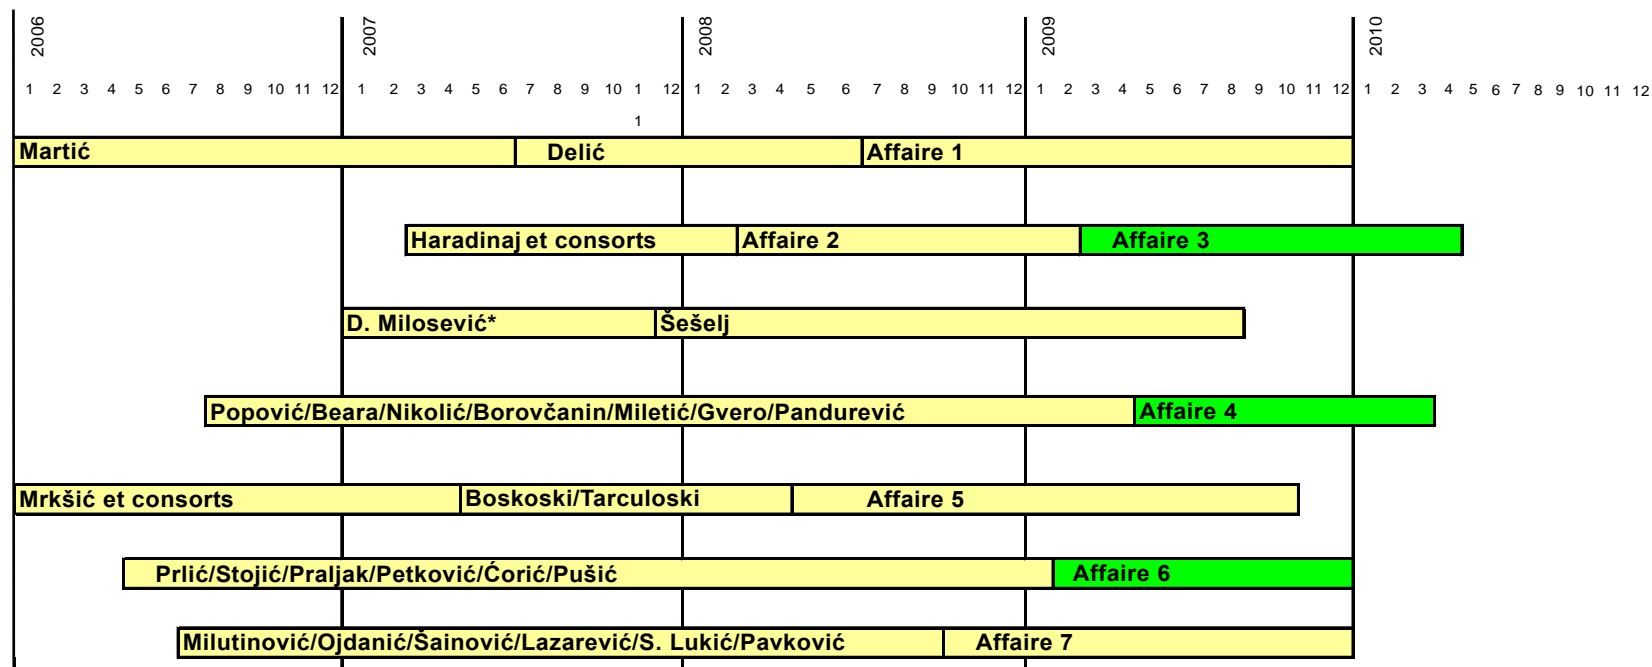 2006 2007 2008 2009 2010
1 2 3 4 5 6 7 8 9 10 11 12 1 2 3 4 5 6 7 8 9 10 1 12 1 2 3 4 5 6 7 8 9 10 11 12 1 2 3 4 5 6 7 8 9 10 11 12 1 2 3 4 5 6 7 8 9 10 11 12
1
Martić Delić Affaire 1
Haradinaj et consorts Affaire 2 Affaire 3
D. Milosević* Šešelj
Popović/Beara/Nikolić/Borovčanin/Miletić/Gvero/Pandurević Affaire 4
Mrkšić et consorts Boskoski/Tarculoski Affaire 5
Prlić/Stojić/Praljak/Petković/Ćorić/Pušić Affaire 6
Milutinović/Ojdanić/Šainović/Lazarević/S. Lukić/Pavković Affaire 7